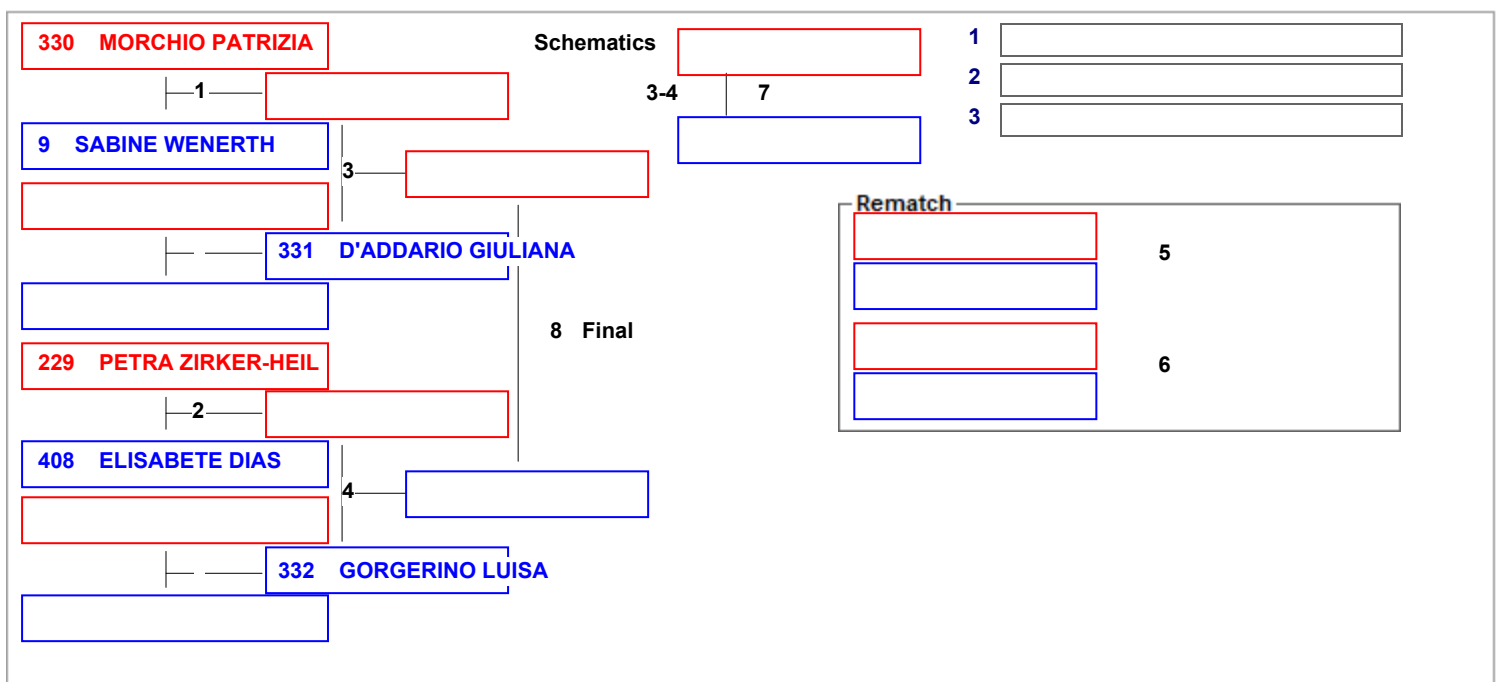 330 MORCHIO PATRIZIA
1
9 SABINE WENERTH
3
331 D'ADDARIO GIULIANA
8 Final
229 PETRA ZIRKER-HEIL
2
408 ELISABETE DIAS
4
332 GORGERINO LUISA
Schematics
3-4 7
1
2
3
Rematch
5
6